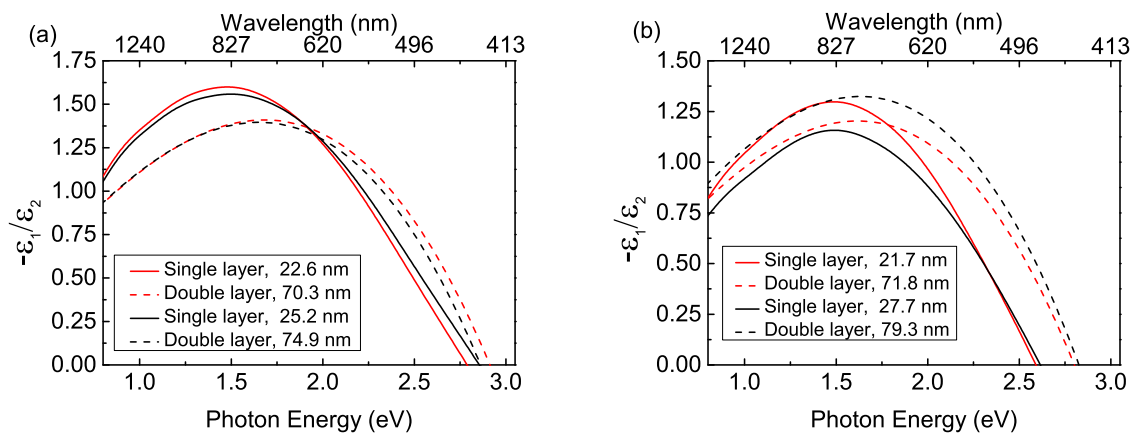 (a)
Wavelength (nm)
1240 827 620 496 413
1.75
1.50
1.25
1.00
0.75
0.50
0.25
0.00
-ε1/ε2
Single layer, 22.6 nm
Double layer, 70.3 nm
Single layer, 25.2 nm
Double layer, 74.9 nm
1.0 1.5 2.0 2.5 3.0
Photon Energy (eV)
(b)
Wavelength (nm)
1240 827 620 496 413
1.50
1.25
1.00
0.75
0.50
0.25
0.00
-ε1/ε2
Single layer, 21.7 nm
Double layer, 71.8 nm
Single layer, 27.7 nm
Double layer, 79.3 nm
1.0 1.5 2.0 2.5 3.0
Photon Energy (eV)